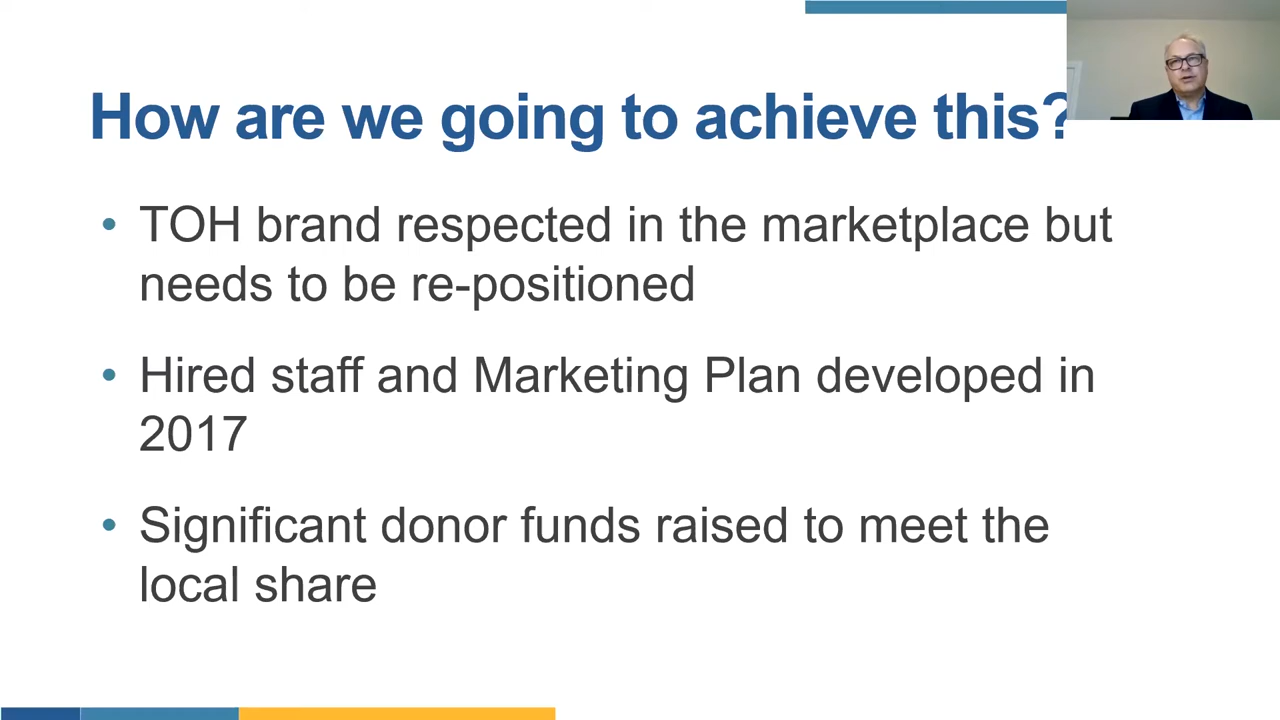 How are we going to achieve this?
• TOH brand respected in the marketplace but
needs to be re-positioned
• Hired staff and Marketing Plan developed in
2017
• Significant donor funds raised to meet the
local share